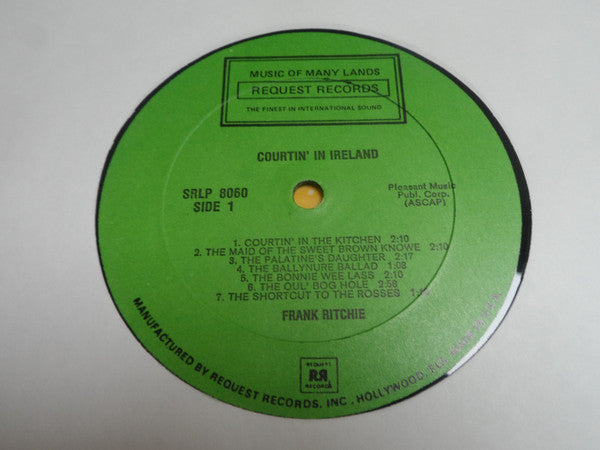 MUSIC OF MANY LANDS
REQUEST RECORDS
THE FINEST IN INTERNATIONAL SOUND
COURTIN' IN IRELAND
SRLP 8060
SIDE 1
Pleasant Music
Publ. Corp.
(ASCAP)
1. COURTIN' IN THE KITCHEN 2:10
2. THE MAID OF THE SWEET BROWN KNOWE 2:10
3. THE PALATINE'S DAUGHTER 2:17
4. THE BALLYNURE BALLAD 1:08
5. THE BONNIE WEE LASS 2:10
6. THE OUL' BOG HOLE 2:58
7. THE SHORTCUT TO THE ROSSES
FRANK RITCHIE
REQUEST
RR
RECORDS
MANUFACTURED BY REQUEST RECORDS, INC., HOLLYWOOD, FLA.